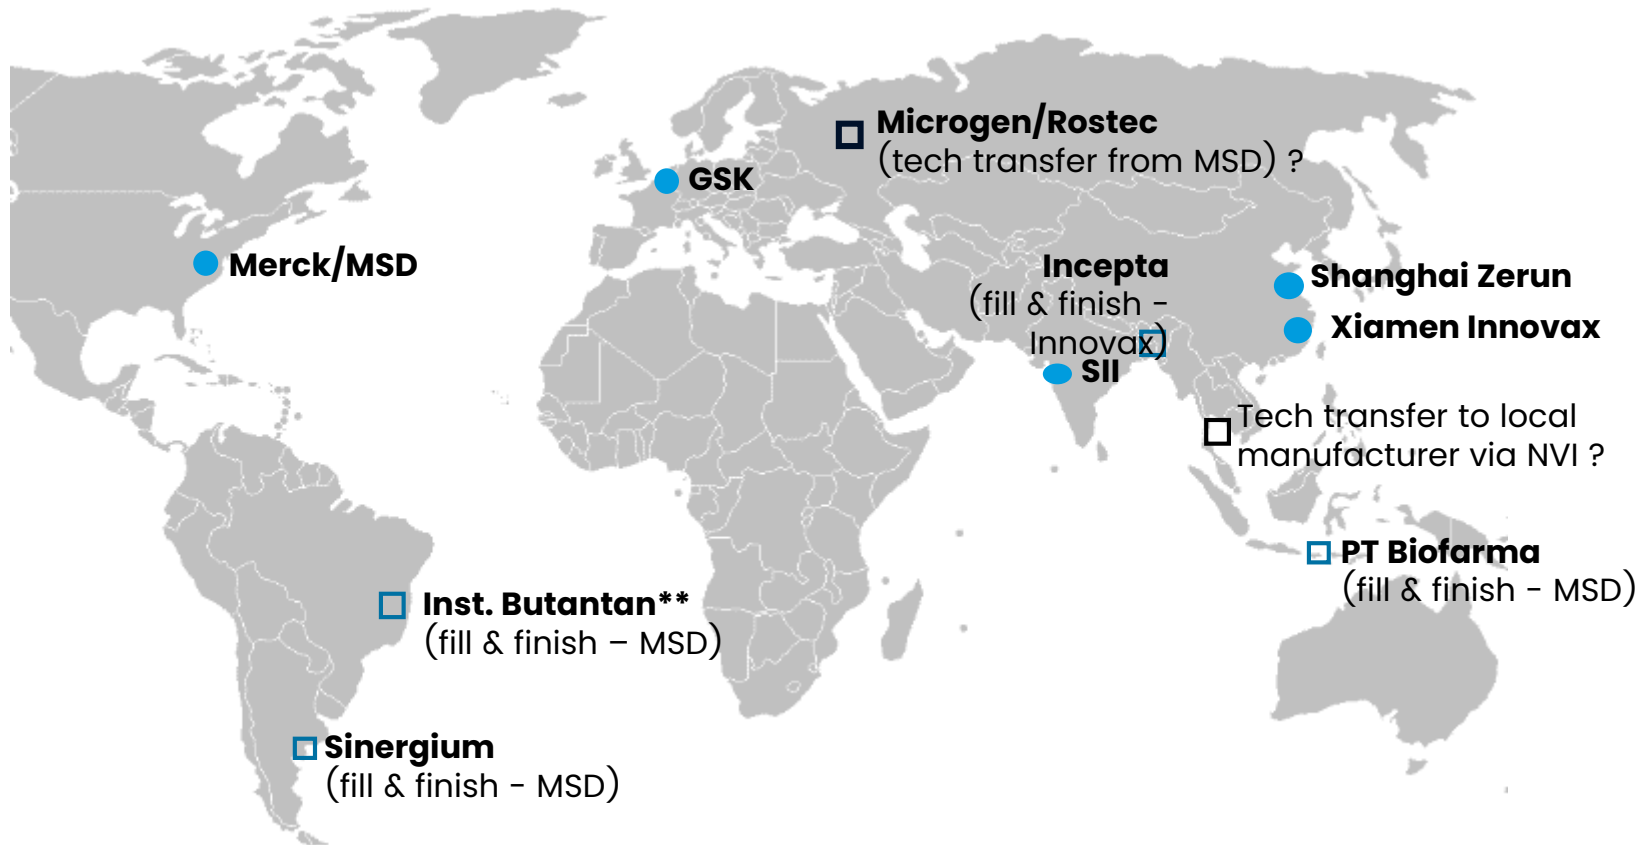 Microgen/Rostec
(tech transfer from MSD) ?
GSK
Merck/MSD
Incepta
(fill & finish -
Innovax)
SII
Shanghai Zerun
Xiamen Innovax
Tech transfer to local
manufacturer via NVI ?
PT Biofarma
(fill & finish - MSD)
Inst. Butantan**
(fill & finish – MSD)
Sinergium
(fill & finish - MSD)